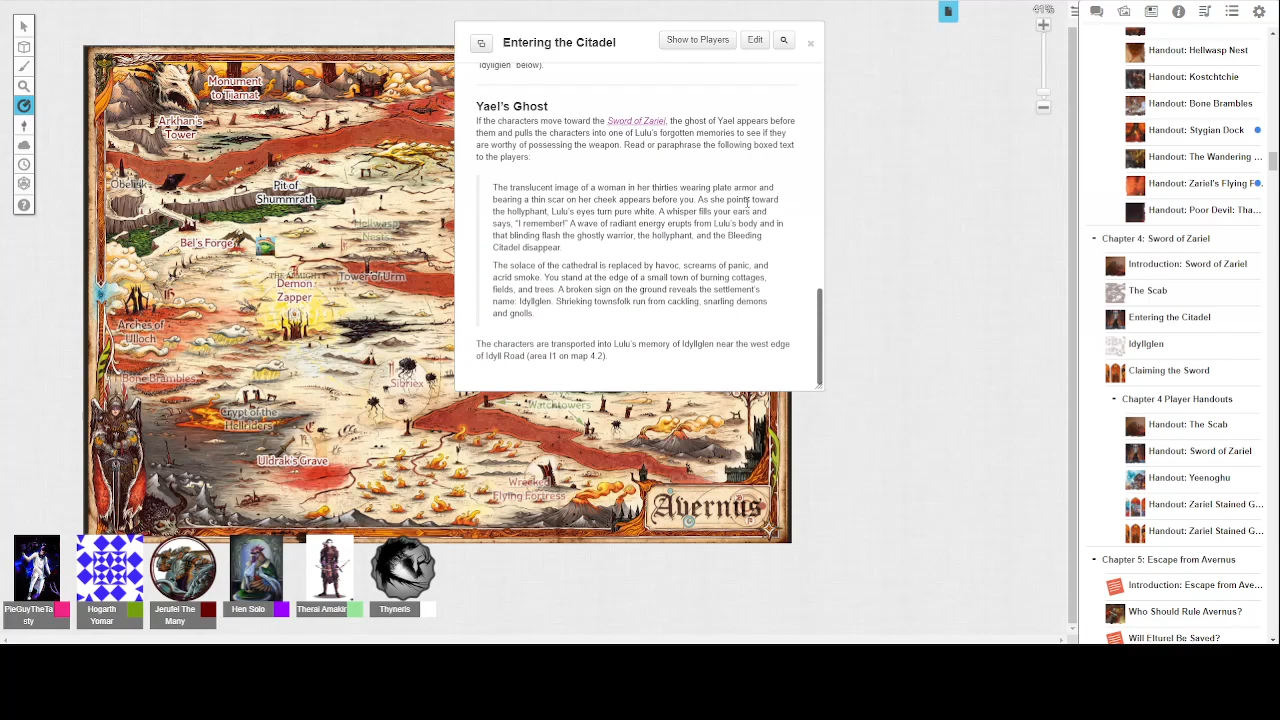 41%
Monument
to Tiamat
Arkhan's
Tower
Obelisk
Pit of
Shummrath
Hellwasp
Nests
Bel's Forge
Tower of Urm
Demon
Zapper
Arches of
Ulloch
Bone Brambles
Sibriex
Crypt of the
Hellriders
Watchtowers
Uldrak's Grave
Wrecked
Flying Fortress
Avernus
Entering the Citadel
Show to Players
Edit
"Idyllglen" below).
Yael's Ghost
If the characters move toward the Sword of Zariel, the ghost of Yael appears before
them and pulls the characters into one of Lulu's forgotten memories to see if they
are worthy of possessing the weapon. Read or paraphrase the following boxed text
to the players:
The translucent image of a woman in her thirties wearing plate armor and
bearing a thin scar on her cheek appears before you. As she points toward
the hollyphant, Lulu's eyes turn pure white. A whisper fills your ears and
says, "I remember!" A wave of radiant energy erupts from Lulu's body and in
that blinding flash the ghostly warrior, the hollyphant, and the Bleeding
Citadel disappear.
The solace of the cathedral is replaced by havoc, screams of panic, and
acrid smoke. You stand at the edge of a small town of burning cottages,
fields, and trees. A broken sign on the ground reveals the settlement's
name: Idyllglen. Shrieking townsfolk run from cackling, snarling demons
and gnolls.
The characters are transported into Lulu's memory of Idyllglen near the west edge
of Idyll Road (area I1 on map 4.2).
PieGuyTheTa
sty
Hogarth
Yomar
Jerufel The
Many
Hen Solo
Therai Amakir
Thyneris
Handout: Hellwasp Nest
Handout: Kostchtchie
Handout: Bone Brambles
Handout: Stygian Dock
Handout: The Wandering ...
Handout: Zariel's Flying F...
Handout: Poor Devil: Tha...
Chapter 4: Sword of Zariel
Introduction: Sword of Zariel
The Scab
Entering the Citadel
Idyllglen
Claiming the Sword
Chapter 4 Player Handouts
Handout: The Scab
Handout: Sword of Zariel
Handout: Yeenoghu
Handout: Zariel Stained G...
Handout: Zariel Stained G...
Chapter 5: Escape from Avernus
Introduction: Escape from Ave...
Who Should Rule Avernus?
Will Elturel Be Saved?